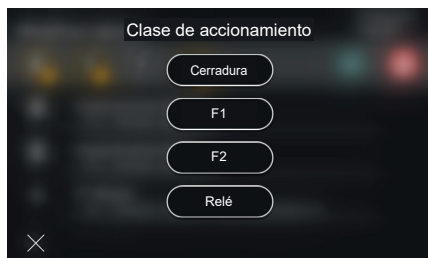 Clase de accionamiento
Cerradura
F1
F2
Relé